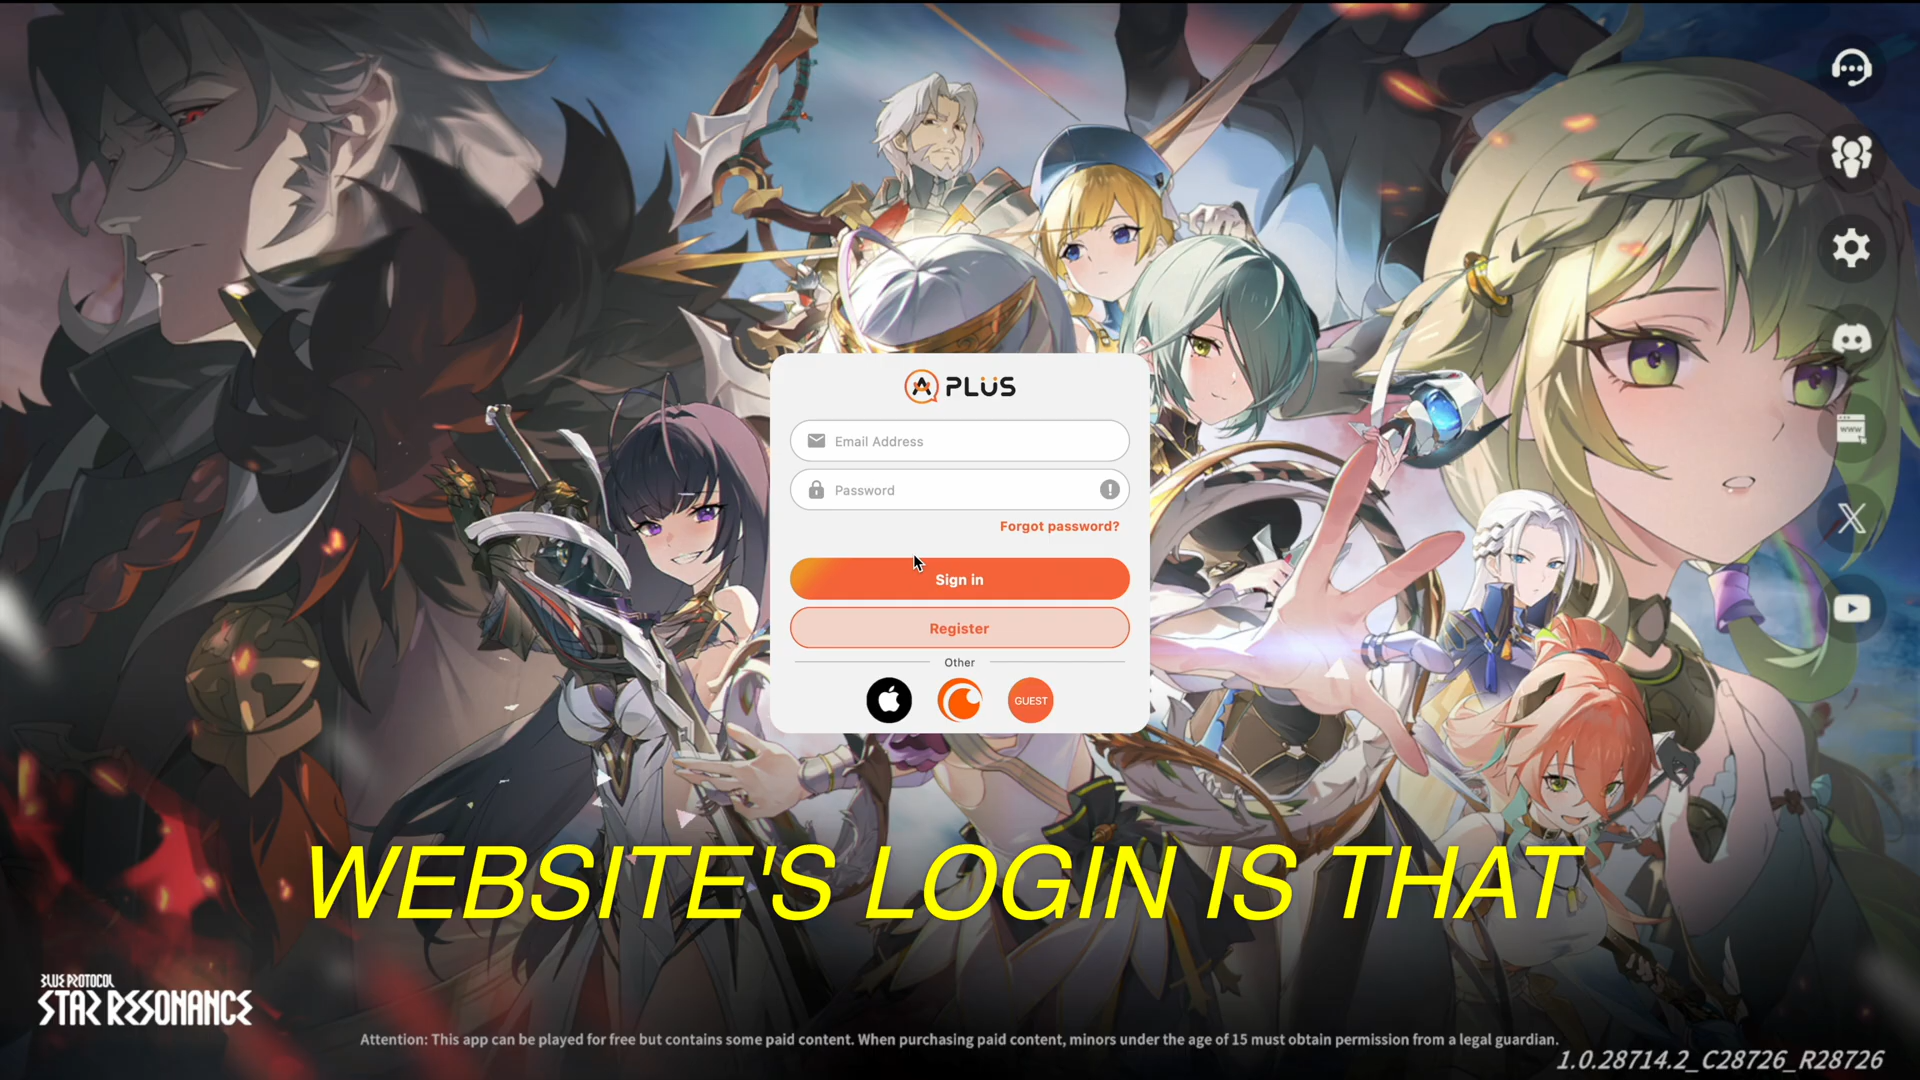 A PLUS
Email Address
Password
Forgot password?
Sign in
Register
Other
GUEST
WWW
WEBSITE'S LOGIN IS THAT
BLUE PROTOCOL
STAR RESONANCE
Attention: This app can be played for free but contains some paid content. When purchasing paid content, minors under the age of 15 must obtain permission from a legal guardian.
1.0.28714.2_C28726_R28726